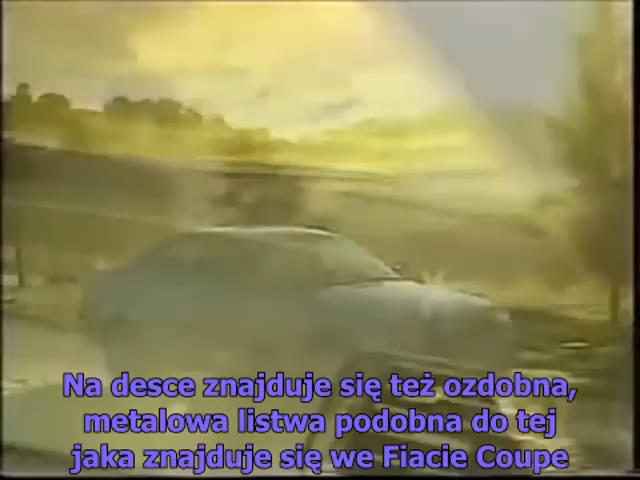 Na desce znajduje się też ozdobna,
metalowa listwa podobna do tej
jaka znajduje się we Fiacie Coupe